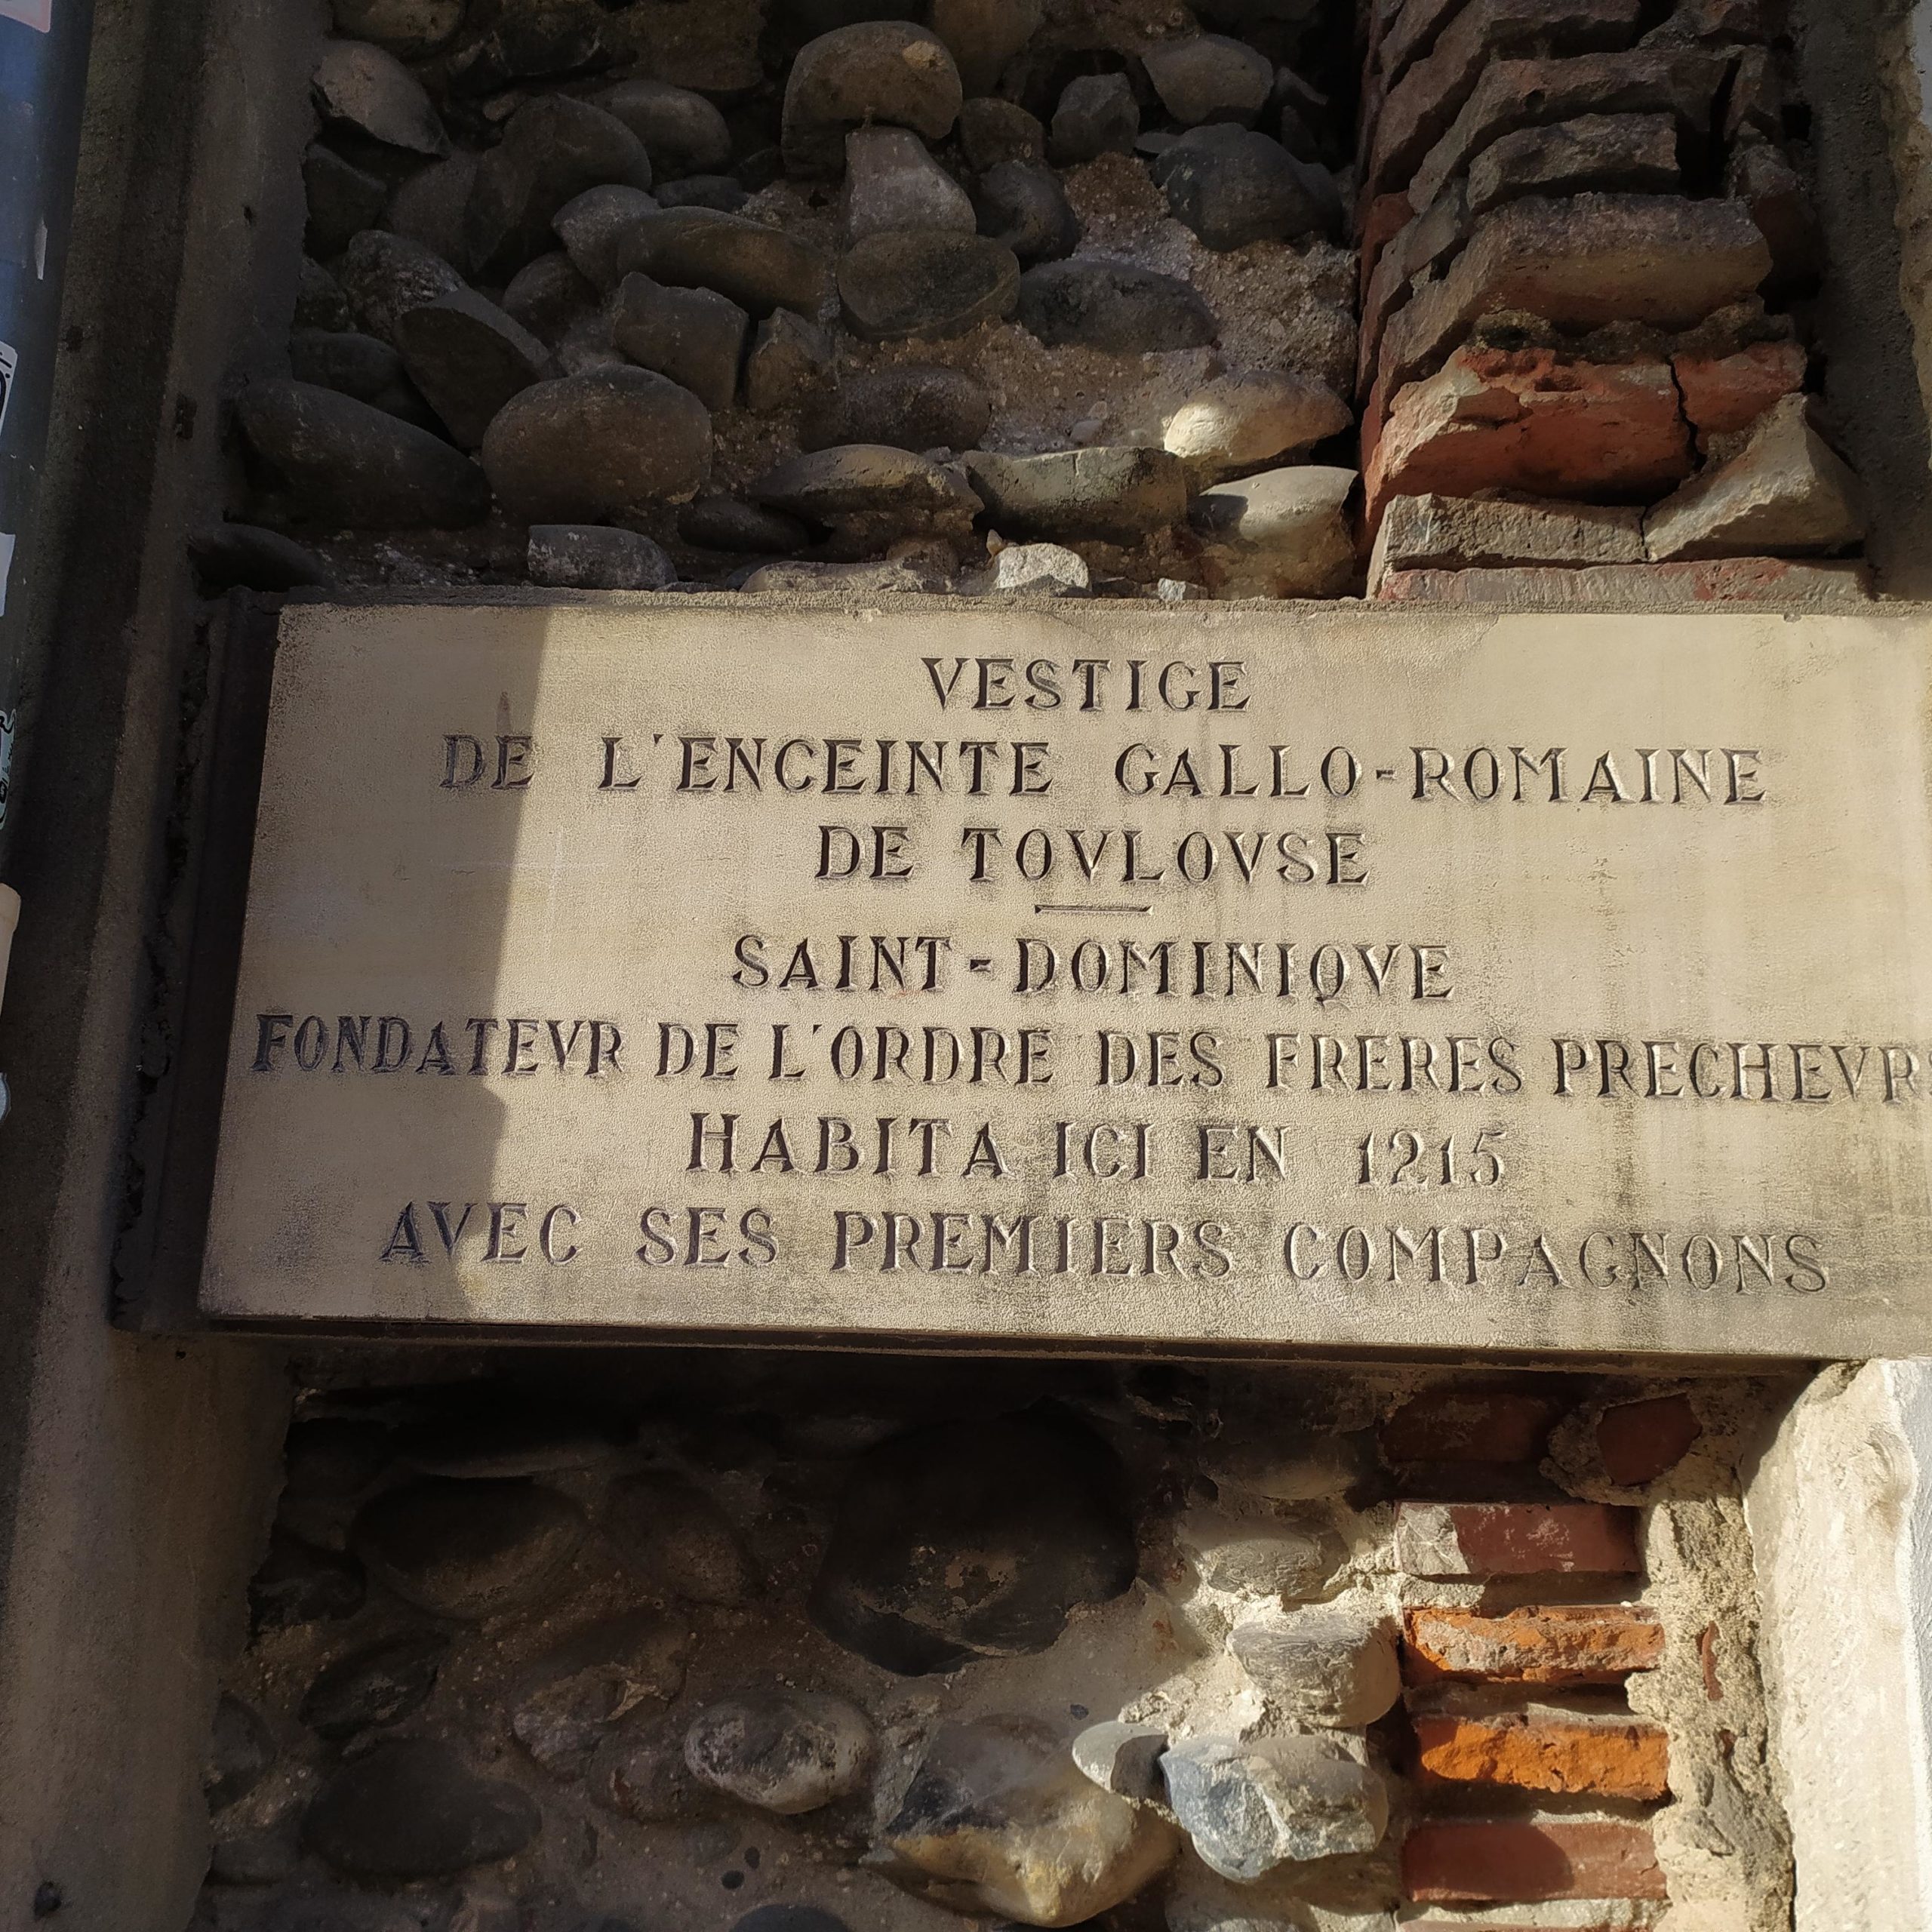 VESTIGE
DE L'ENCEINTE GALLO-ROMAINE
DE TOVLOVSE
SAINT-DOMINIQVE
FONDATEVR DE L'ORDRE DES FRERES PRECHEVR
HABITA ICI EN 1215
AVEC SES PREMIERS COMPAGNONS